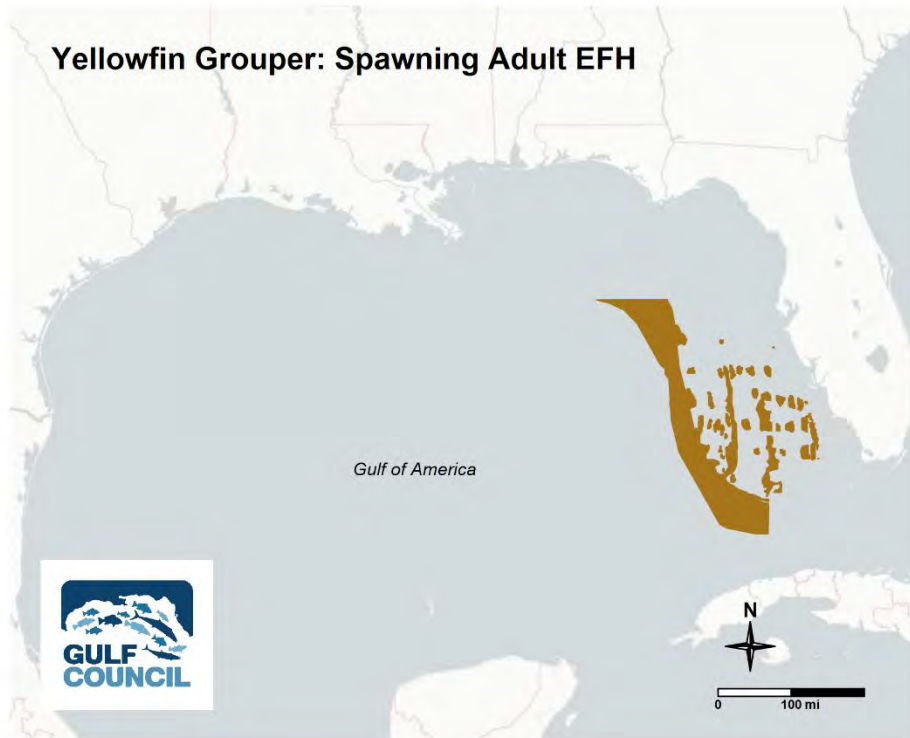 Yellowfin Grouper: Spawning Adult EFH
Gulf of America
GULF
COUNCIL
N
0 100 mi